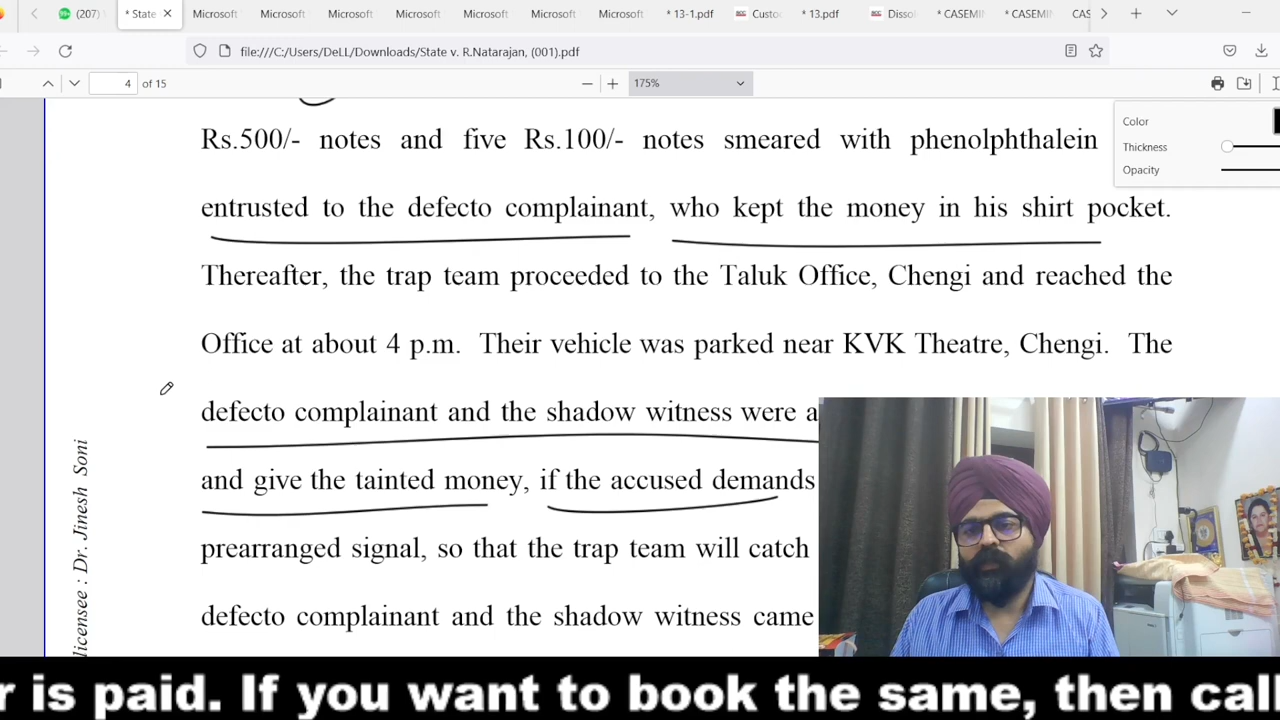 (207)
* State
Microsoft
Microsoft
Microsoft
Microsoft
Microsoft
Microsoft
Microsoft
* 13-1.pdf
Custo
* 13.pdf
Disso
* CASEMI
* CASEMI
CAS
file:///C:/Users/DeLL/Downloads/State v. R.Natarajan, (001).pdf
4 of 15
175%
Color
Thickness
Opacity
Rs.500/- notes and five Rs.100/- notes smeared with phenolphthalein
entrusted to the defecto complainant, who kept the money in his shirt pocket.
Thereafter, the trap team proceeded to the Taluk Office, Chengi and reached the
Office at about 4 p.m. Their vehicle was parked near KVK Theatre, Chengi. The
defecto complainant and the shadow witness were a
and give the tainted money, if the accused demands
prearranged signal, so that the trap team will catch
defecto complainant and the shadow witness came
licensee : Dr. Jinesh Soni
r is paid. If you want to book the same, then call